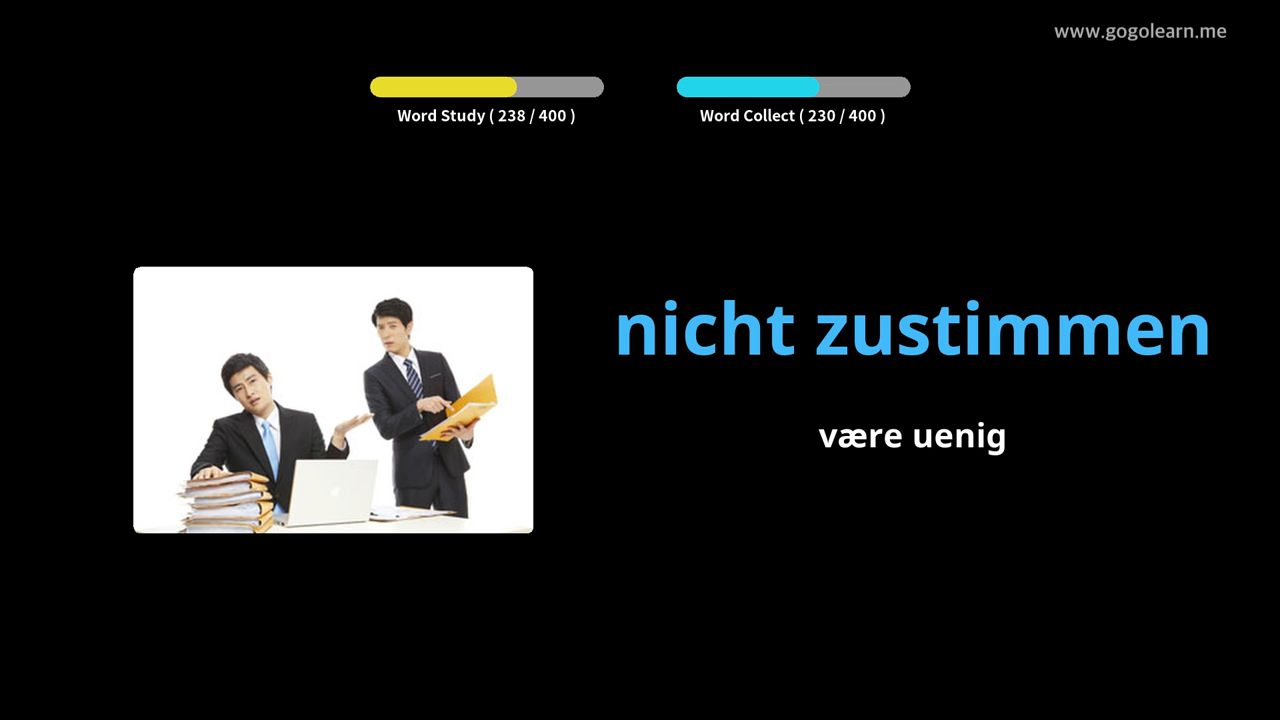 www.gogolearn.me
Word Study ( 238 / 400 )
Word Collect ( 230 / 400 )
nicht zustimmen
være uenig